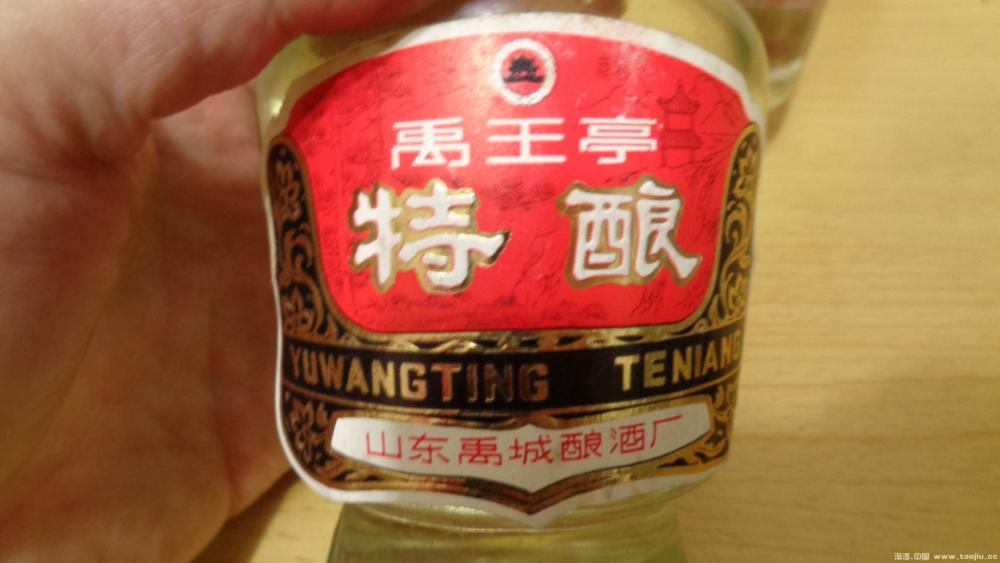 禹王亭
特酿
YUWANGTING TENIANG
山东禹城酿酒厂
淘酒.中国 www.taojiu.cc